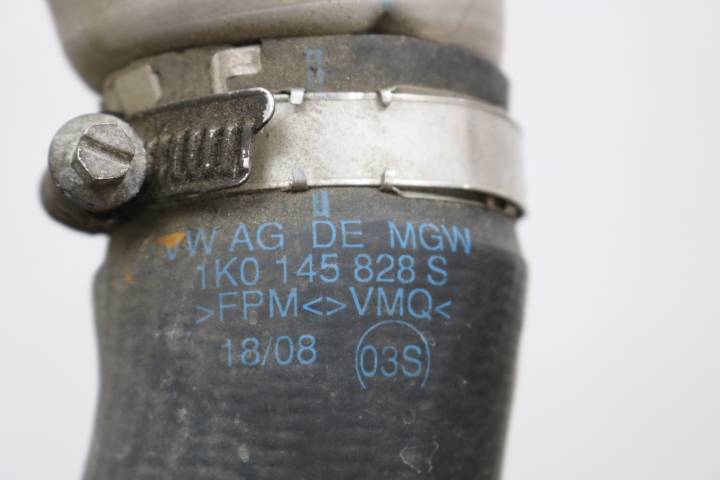 VW AG DE MGW
1K0 145 828 S
>FPM<>VMQ<
18/08 03S